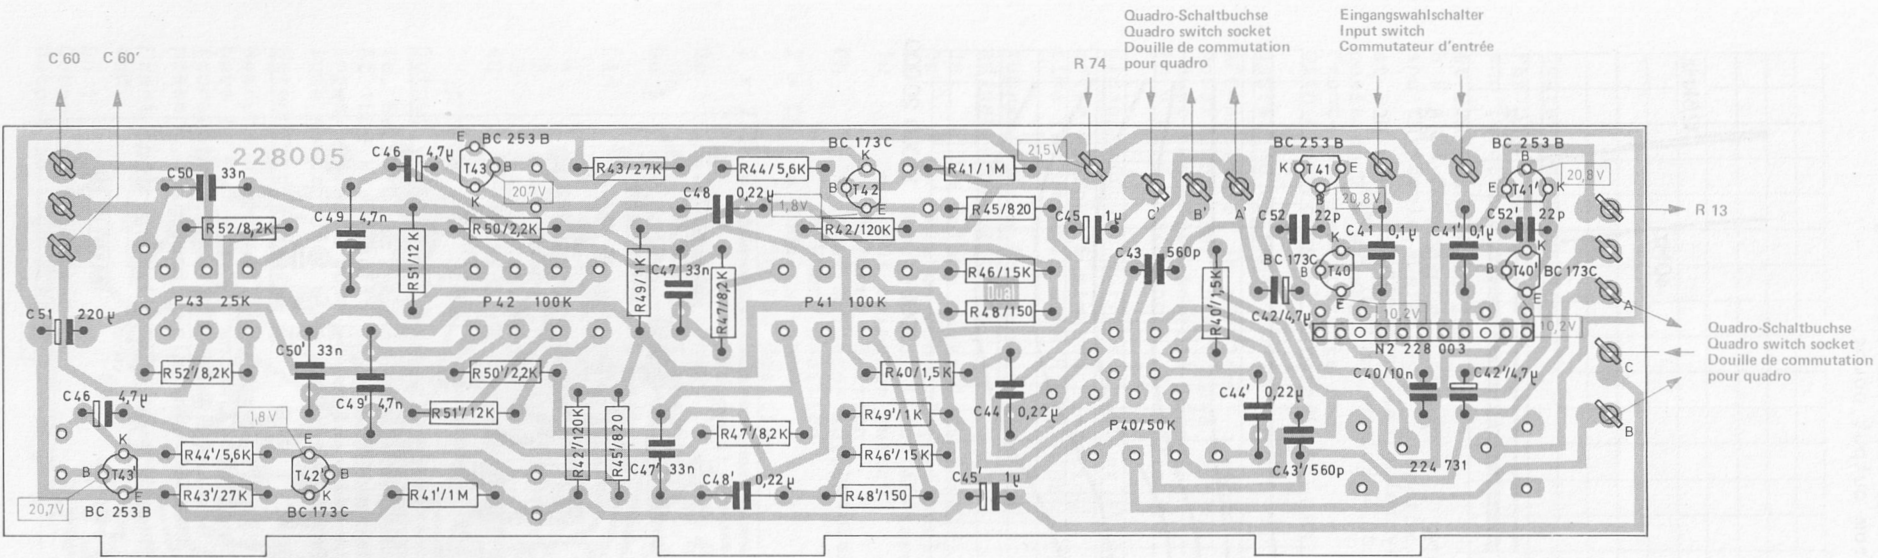 Quadro-Schaltbuchse
Quadro switch socket
Douille de commutation
pour quadro
Eingangswahlschalter
Input switch
Commutateur d'entrée
C 60
C 60'
R 74
228005
C50
33n
C46
4,7µ
E
BC 253 B
T43
B
K
20,7V
R43/27K
R44/5,6K
BC 173C
K
T42
B
E
1,8V
R41/1M
21,5V
BC 253 B
K
T41
E
B
20,8V
BC 253 B
B
T41'
E
K
20,8V
C48
0,22µ
R52/8,2K
C49
4,7n
R51/12K
R50/2,2K
R49/1K
R42/120K
R45/820
C45
1µ
C'
B'
A'
C52
22p
C41
0,1µ
C41'
0,1µ
C52'
22p
R 13
C47
33n
R47/8,2K
R46/15K
C43
560p
R40'/1,5K
BC 173C
K
T40
B
E
K
T40'
B
E
BC 173C
dual
P43 25K
P42 100K
P41 100K
R48/150
C42/4,7µ
10,2V
10,2V
A
C51
220µ
N2 228 003
Quadro-Schaltbuchse
Quadro switch socket
Douille de commutation
pour quadro
C50'
33n
R52'/8,2K
C49'
4,7n
R50'/2,2K
R40/1,5K
C40/10n
C42'/4,7µ
C
C46
4,7µ
1,8V
R51'/12K
R42'/120K
R45'/820
R49'/1K
C44
0,22µ
C44'
0,22µ
P40/50K
B
R47'/8,2K
K
T43'
B
E
R44'/5,6K
E
T42'
B
K
C47'
33n
R46'/15K
C43'/560p
224 731
20,7V
BC 253 B
R43'/27K
BC 173 C
R41'/1M
C48'
0,22µ
R48'/150
C45'
1µ